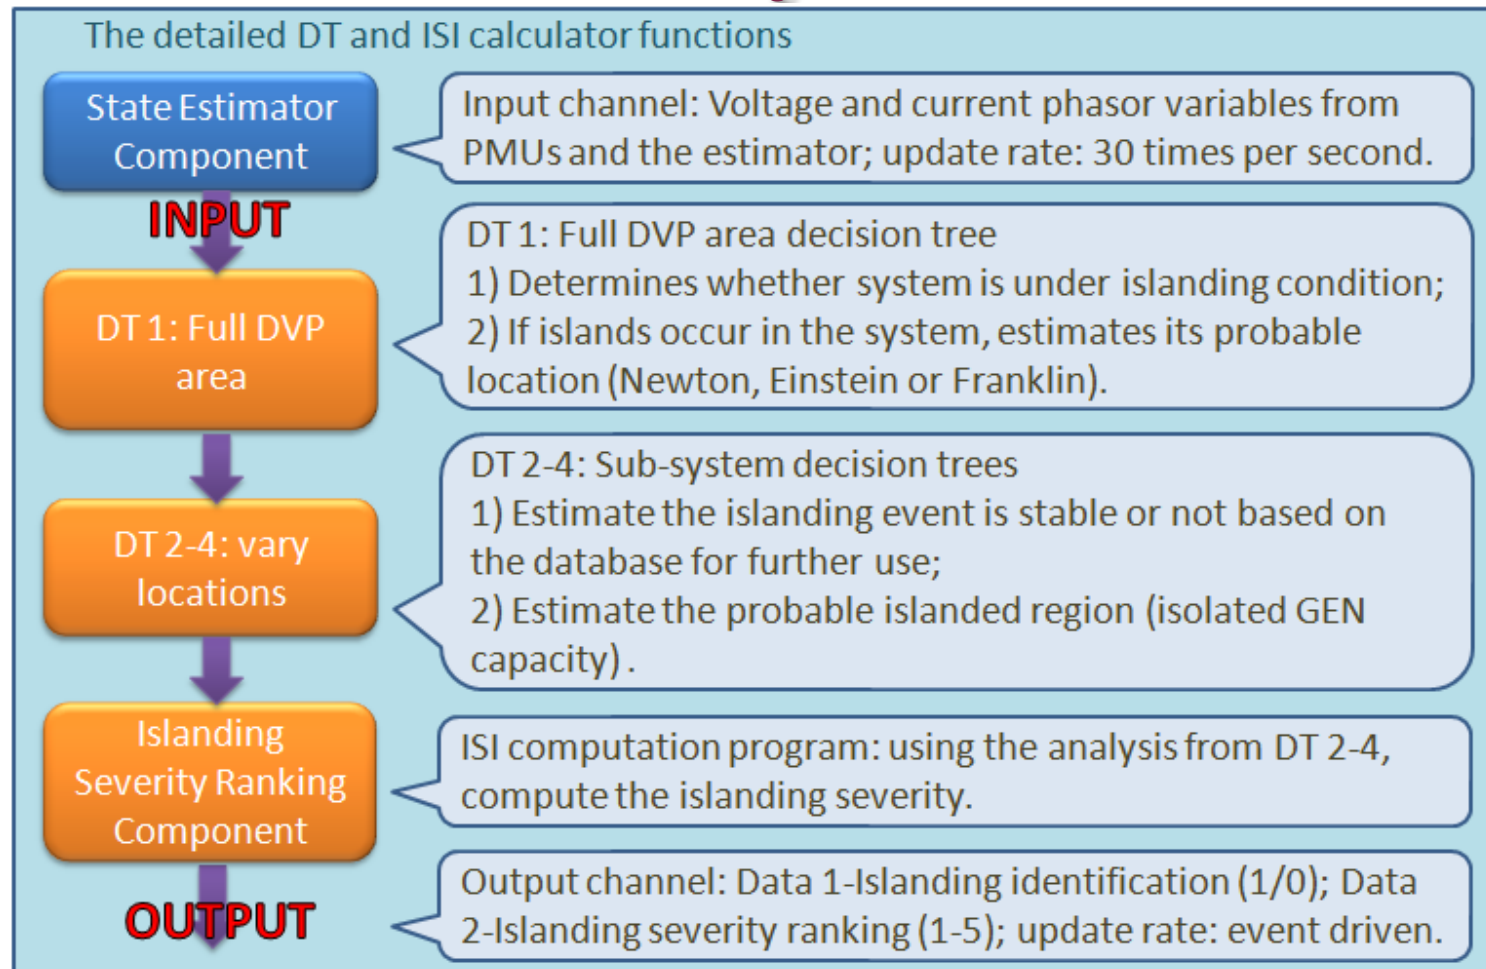 The detailed DT and ISI calculator functions
State Estimator
Component
Input channel: Voltage and current phasor variables from
PMUs and the estimator; update rate: 30 times per second.
INPUT
DT 1: Full DVP
area
DT 1: Full DVP area decision tree
1) Determines whether system is under islanding condition;
2) If islands occur in the system, estimates its probable
location (Newton, Einstein or Franklin).
DT 2-4: vary
locations
DT 2-4: Sub-system decision trees
1) Estimate the islanding event is stable or not based on
the database for further use;
2) Estimate the probable islanded region (isolated GEN
capacity) .
Islanding
Severity Ranking
Component
ISI computation program: using the analysis from DT 2-4,
compute the islanding severity.
OUTPUT
Output channel: Data 1-Islanding identification (1/0); Data
2-Islanding severity ranking (1-5); update rate: event driven.